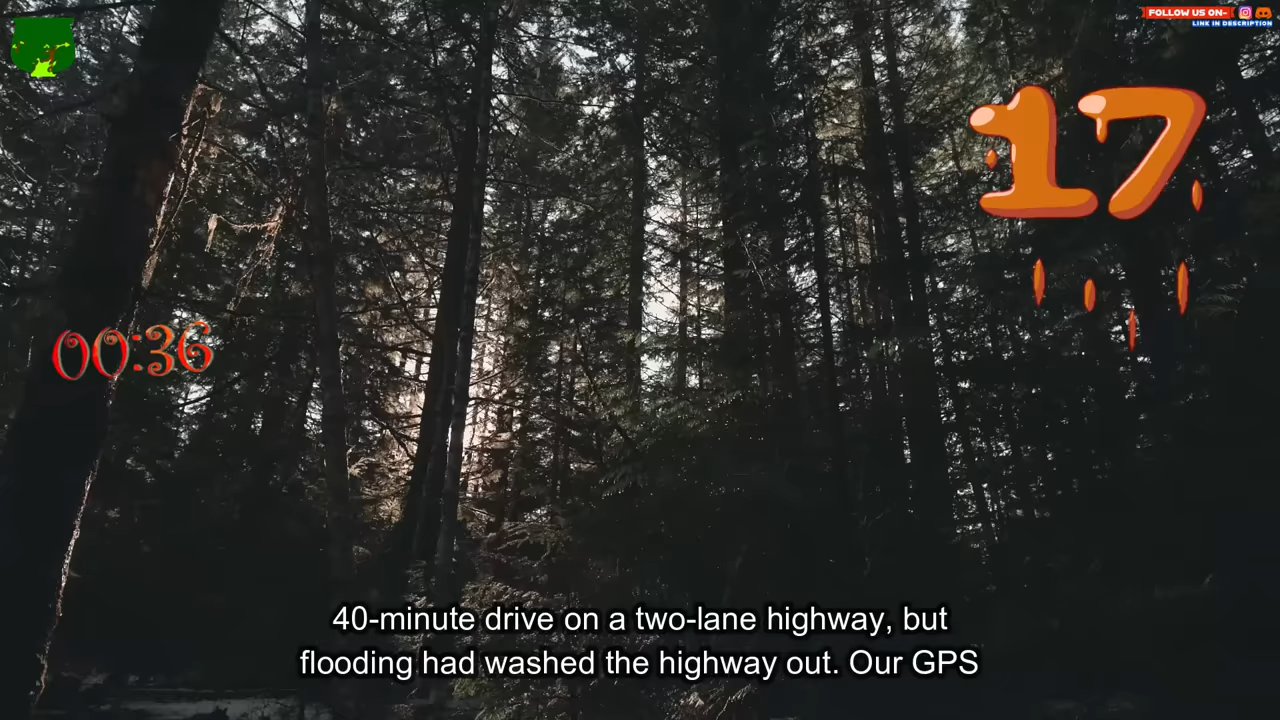 FOLLOW US ON-
LINK IN DESCRIPTION
17
00:36
40-minute drive on a two-lane highway, but
flooding had washed the highway out. Our GPS